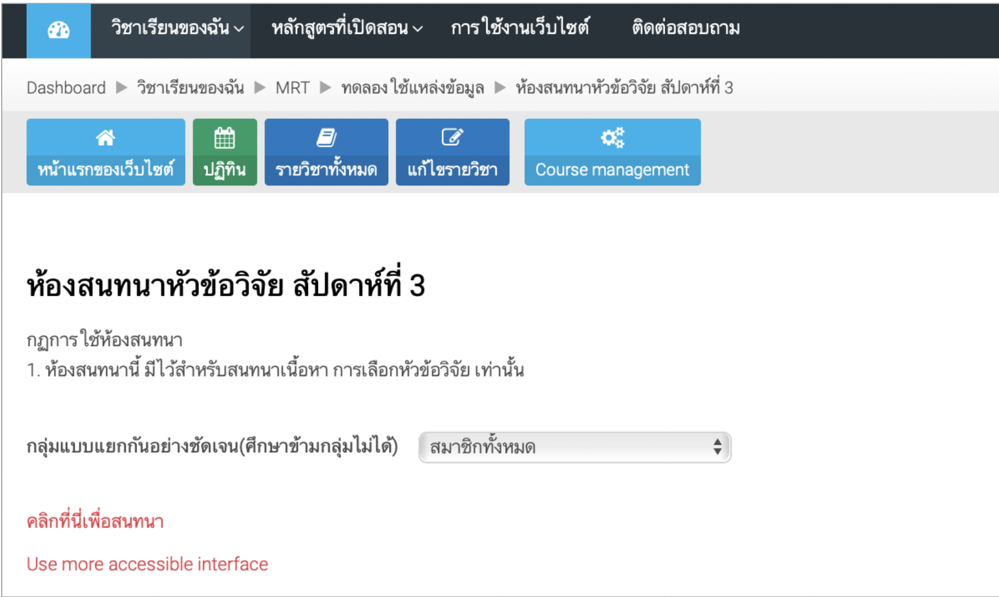 วิชาเรียนของฉัน หลักสูตรที่เปิดสอน การใช้งานเว็บไซต์ ติดต่อสอบถาม
Dashboard ▶ วิชาเรียนของฉัน ▶ MRT ▶ ทดลองใช้แหล่งข้อมูล ▶ ห้องสนทนาหัวข้อวิจัย สัปดาห์ที่ 3
หน้าแรกของเว็บไซต์ ปฏิทิน รายวิชาทั้งหมด แก้ไขรายวิชา Course management
ห้องสนทนาหัวข้อวิจัย สัปดาห์ที่ 3
กฏการใช้ห้องสนทนา
1. ห้องสนทนานี้ มีไว้สำหรับสนทนาเนื้อหา การเลือกหัวข้อวิจัย เท่านั้น
กลุ่มแบบแยกกันอย่างชัดเจน(ศึกษาข้ามกลุ่มไม่ได้) สมาชิกทั้งหมด
คลิกที่นี่เพื่อสนทนา
Use more accessible interface